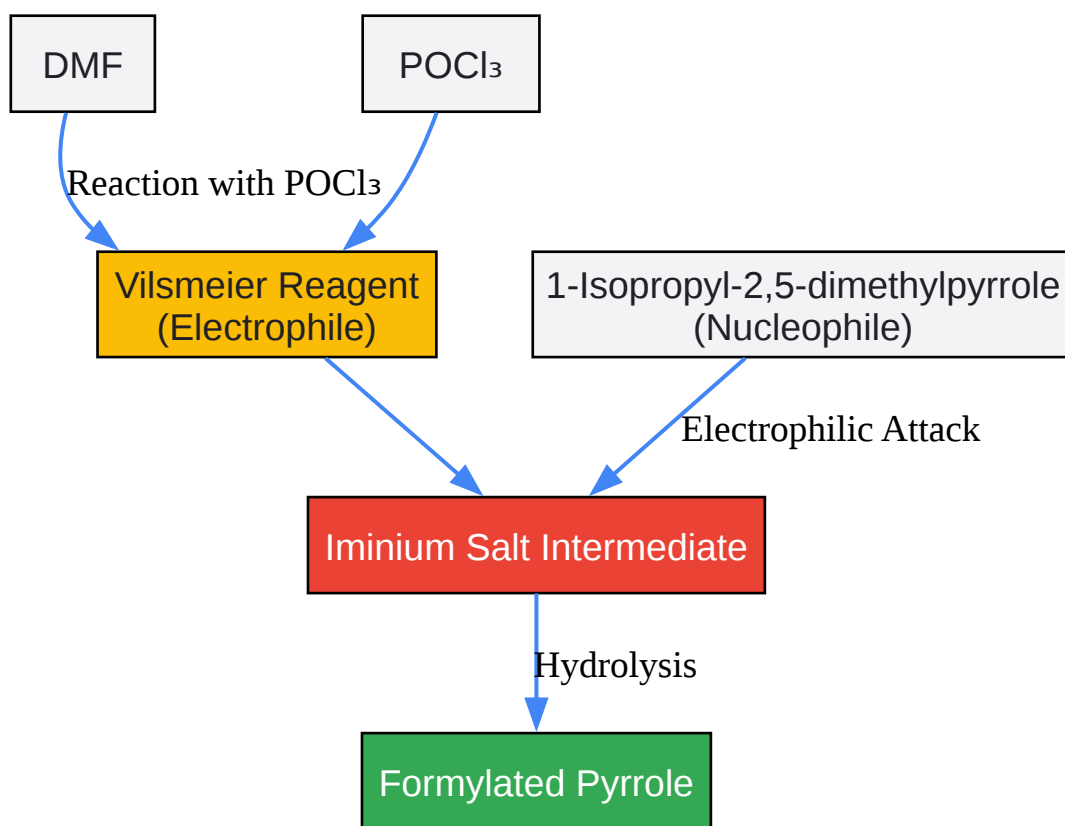 DMF
POCl₃
Reaction with POCl₃
Vilsmeier Reagent
(Electrophile)
1-Isopropyl-2,5-dimethylpyrrole
(Nucleophile)
Electrophilic Attack
Iminium Salt Intermediate
Hydrolysis
Formylated Pyrrole